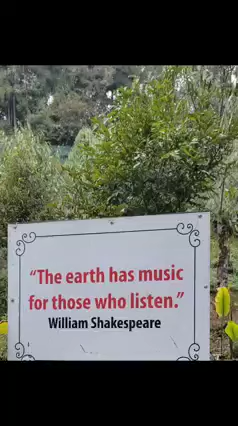 “The earth has music
for those who listen.”
William Shakespeare